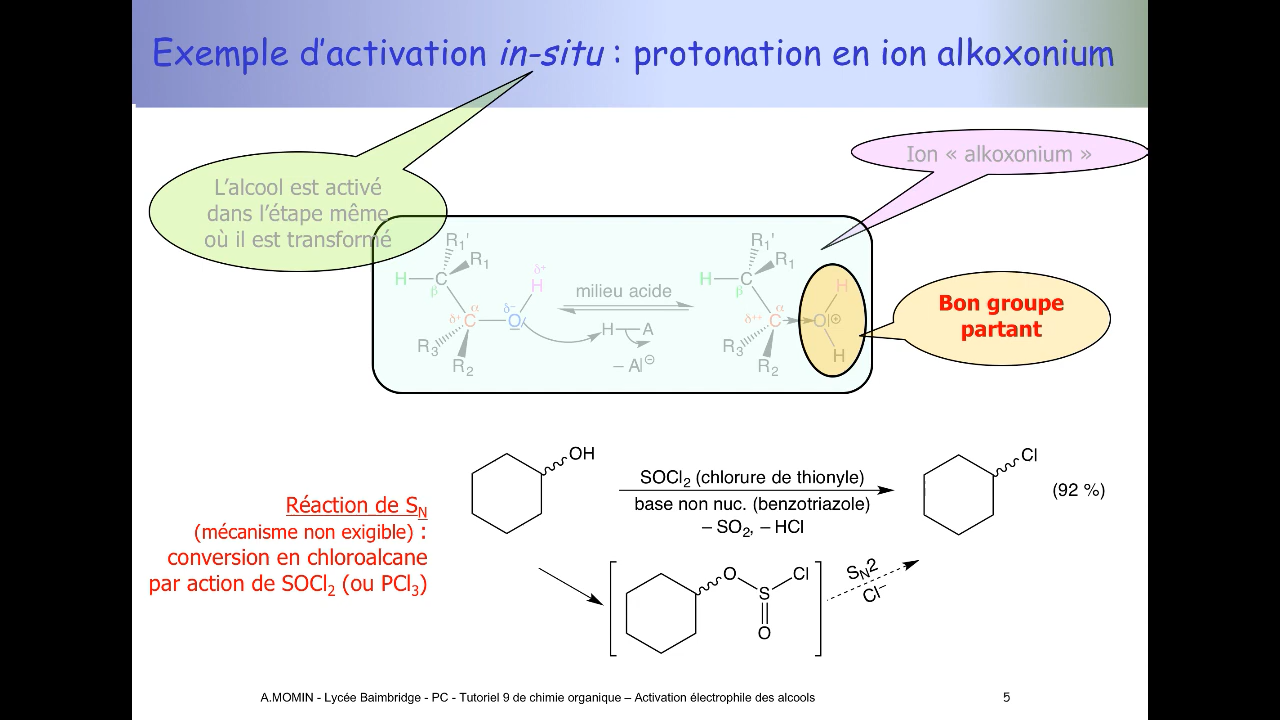 Exemple d'activation in-situ : protonation en ion alkoxonium
L'alcool est activé
dans l'étape même
où il est transformé
Ion « alkoxonium »
R₁'
R₁
H
C
β
δ⁺
H
α
δ⁺
C
δ⁻
O
R₃
R₂
milieu acide
H
A
– A|⊖
R₁'
R₁
H
C
β
α
δ⁺⁺
C
O|⊕
H
H
R₃
R₂
Bon groupe
partant
OH
SOCl₂ (chlorure de thionyle)
base non nuc. (benzotriazole)
– SO₂, – HCl
Cl
(92 %)
Réaction de S_N
(mécanisme non exigible) :
conversion en chloroalcane
par action de SOCl₂ (ou PCl₃)
O
S
Cl
O
S_N2
Cl⁻
A.MOMIN - Lycée Baimbridge - PC - Tutoriel 9 de chimie organique – Activation électrophile des alcools
5